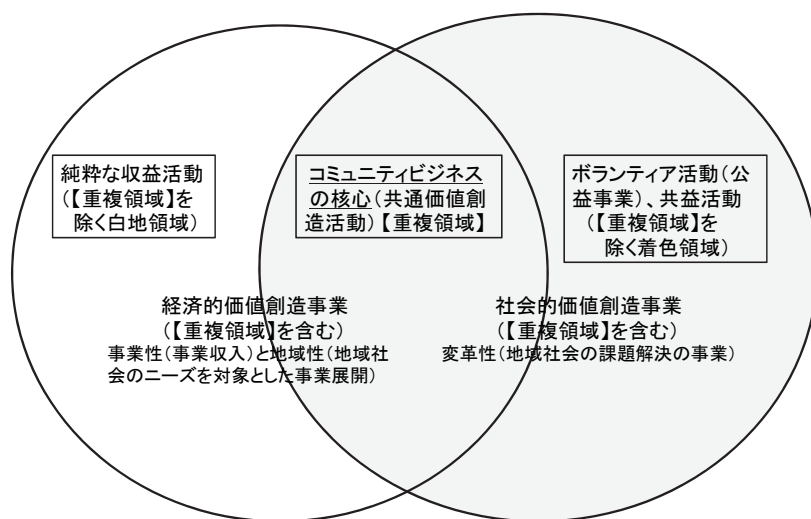 純粋な収益活動
(【重複領域】を
除く白地領域)
コミュニティビジネス
の核心(共通価値創
造活動)【重複領域】
ボランティア活動(公
益事業)、共益活動
(【重複領域】を
除く着色領域)
経済的価値創造事業
(【重複領域】を含む)
事業性(事業収入)と地域性(地域社
会のニーズを対象とした事業展開)
社会的価値創造事業
(【重複領域】を含む)
変革性(地域社会の課題解決の事業)